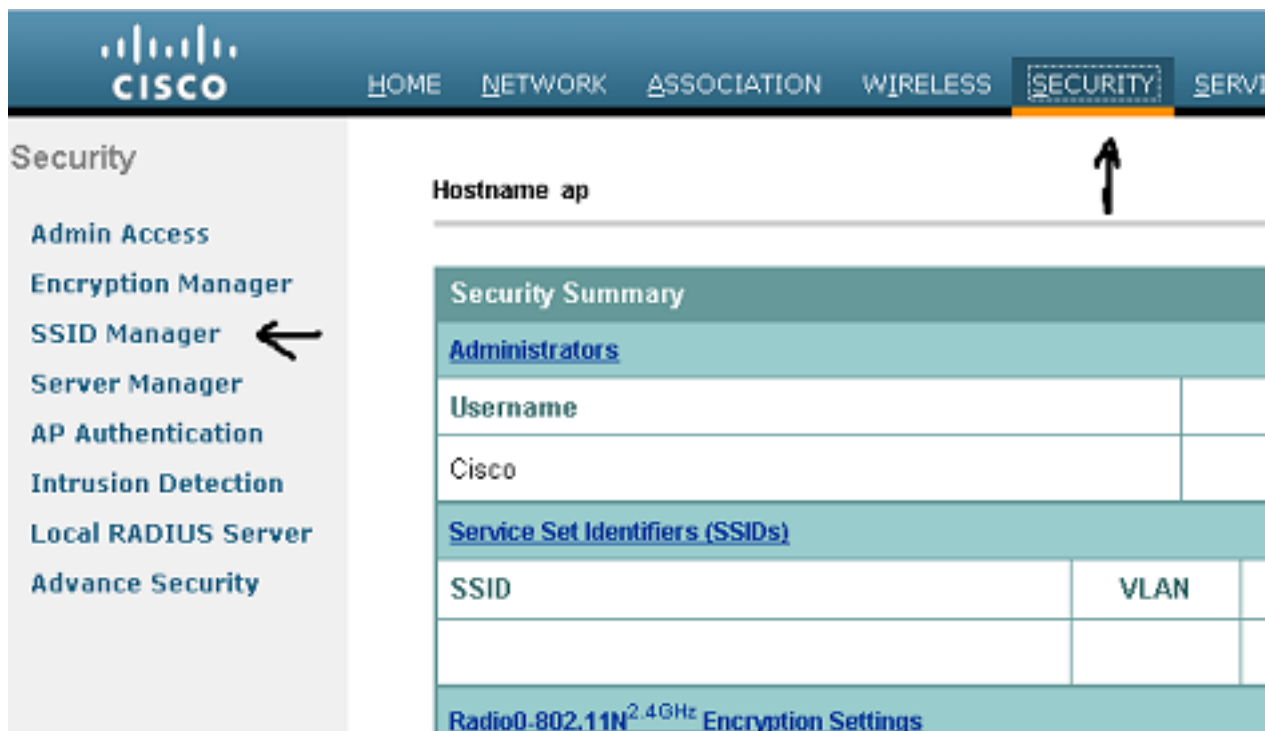 CISCO
HOME NETWORK ASSOCIATION WIRELESS SECURITY
Security
Admin Access
Encryption Manager
SSID Manager
Server Manager
AP Authentication
Intrusion Detection
Local RADIUS Server
Advance Security
Hostname ap
Security Summary
Administrators
Username
Cisco
Service Set Identifiers (SSIDs)
SSID VLAN
Radio0-802.11N2.4GHz Encryption Settings